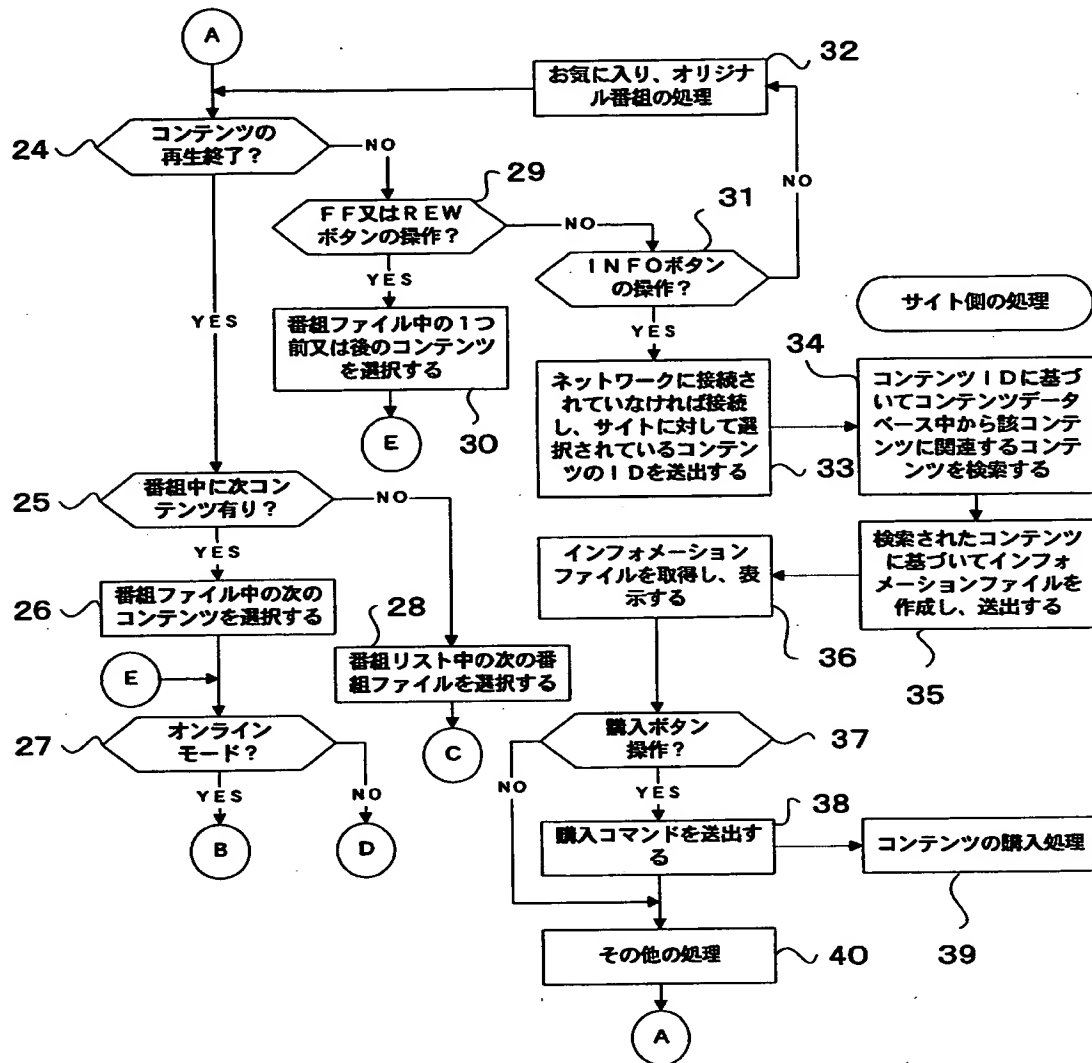 A
32
お気に入り、オリジナ
ル番組の処理
24
コンテンツの
再生終了?
NO
NO
29
FF又はREW
ボタンの操作?
NO
31
INFOボタン
の操作?
YES
YES
YES
サイト側の処理
番組ファイル中の1つ
前又は後のコンテンツ
を選択する
30
E
ネットワークに接続され
ていなければ接続
し、サイトに対して選
択されているコンテン
ツのIDを送出する
33
34
コンテンツIDに基づ
いてコンテンツデータ
ベース中から該コンテ
ンツに関連するコンテ
ンツを検索する
25
番組中に次コン
テンツ有り?
NO
YES
インフォメーション
ファイルを取得し、表
示する
36
検索されたコンテンツ
に基づいてインフォ
メーションファイルを
作成し、送出する
35
26
番組ファイル中の次の
コンテンツを選択する
28
番組リスト中の次の番
組ファイルを選択する
E
C
27
オンライン
モード?
YES
NO
B
D
購入ボタン
操作?
37
NO
YES
38
購入コマンドを送出す
る
コンテンツの購入処理
39
その他の処理
40
A